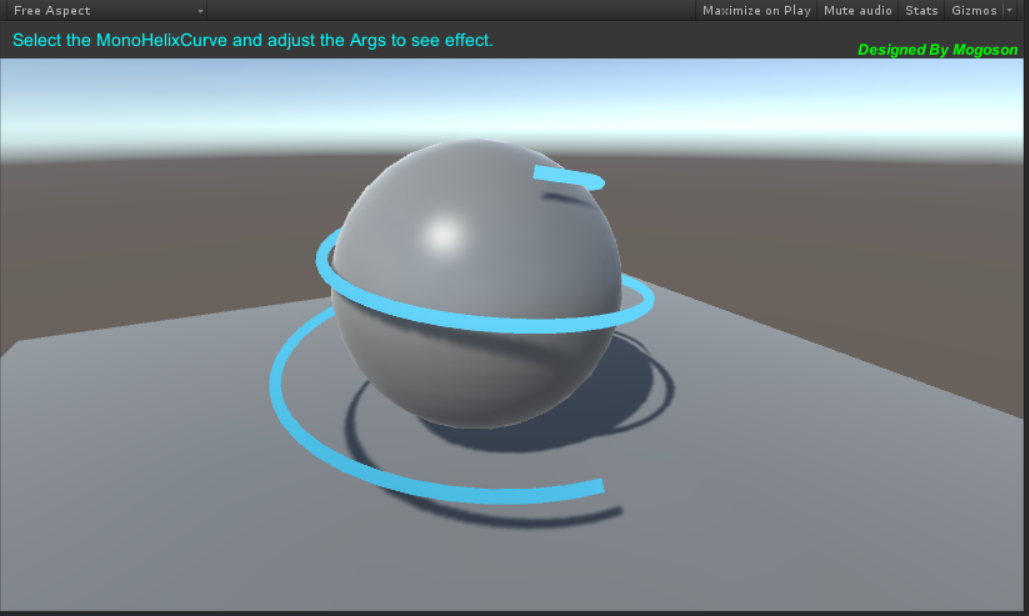 Free Aspect Maximize on Play Mute audio Stats Gizmos
Select the MonoHelixCurve and adjust the Args to see effect.
Designed By Mogoson